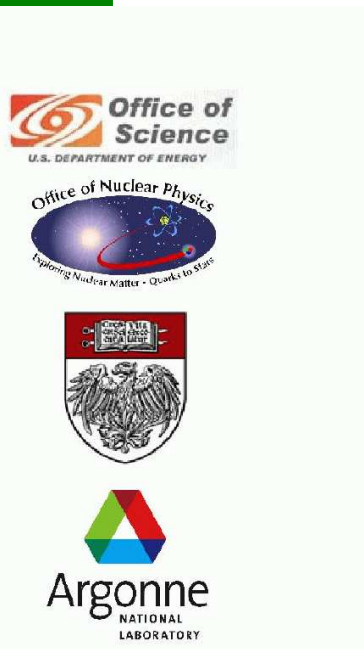 Office of
Science
U.S. DEPARTMENT OF ENERGY
Office of Nuclear Physics
Exploring Nuclear Matter - Quarks to Stars
Argonne
NATIONAL
LABORATORY